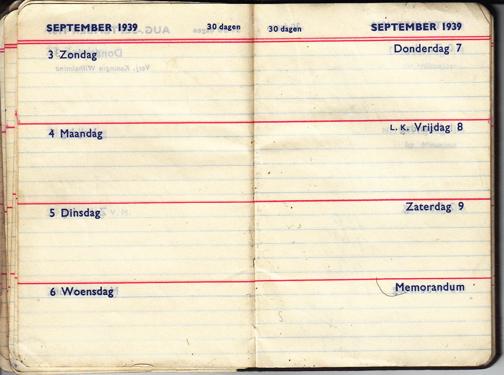 SEPTEMBER 1939 30 dagen
3 Zondag
4 Maandag
5 Dinsdag
6 Woensdag
30 dagen SEPTEMBER 1939
Donderdag 7
L. K. Vrijdag 8
Zaterdag 9
Memorandum